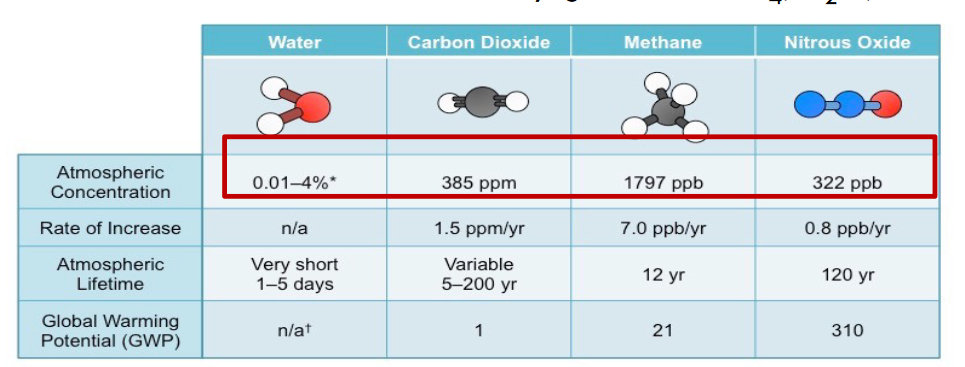 Water Carbon Dioxide Methane Nitrous Oxide
Atmospheric
Concentration
0.01–4%* 385 ppm 1797 ppb 322 ppb
Rate of Increase n/a 1.5 ppm/yr 7.0 ppb/yr 0.8 ppb/yr
Atmospheric
Lifetime
Very short
1–5 days
Variable
5–200 yr
12 yr 120 yr
Global Warming
Potential (GWP)
n/a† 1 21 310